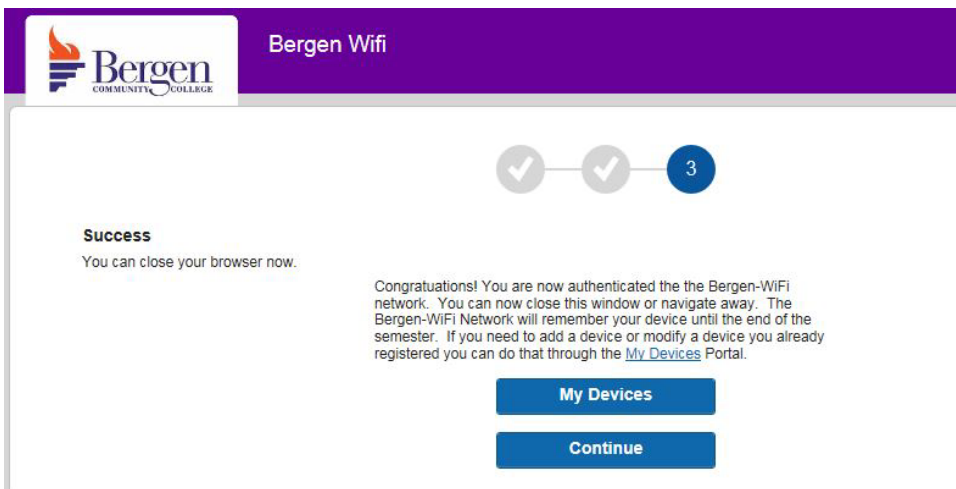 Bergen
COMMUNITY COLLEGE
Bergen Wifi
3
Success
You can close your browser now.
Congratuations! You are now authenticated the the Bergen-WiFi
network. You can now close this window or navigate away. The
Bergen-WiFi Network will remember your device until the end of the
semester. If you need to add a device or modify a device you already
registered you can do that through the My Devices Portal.
My Devices
Continue